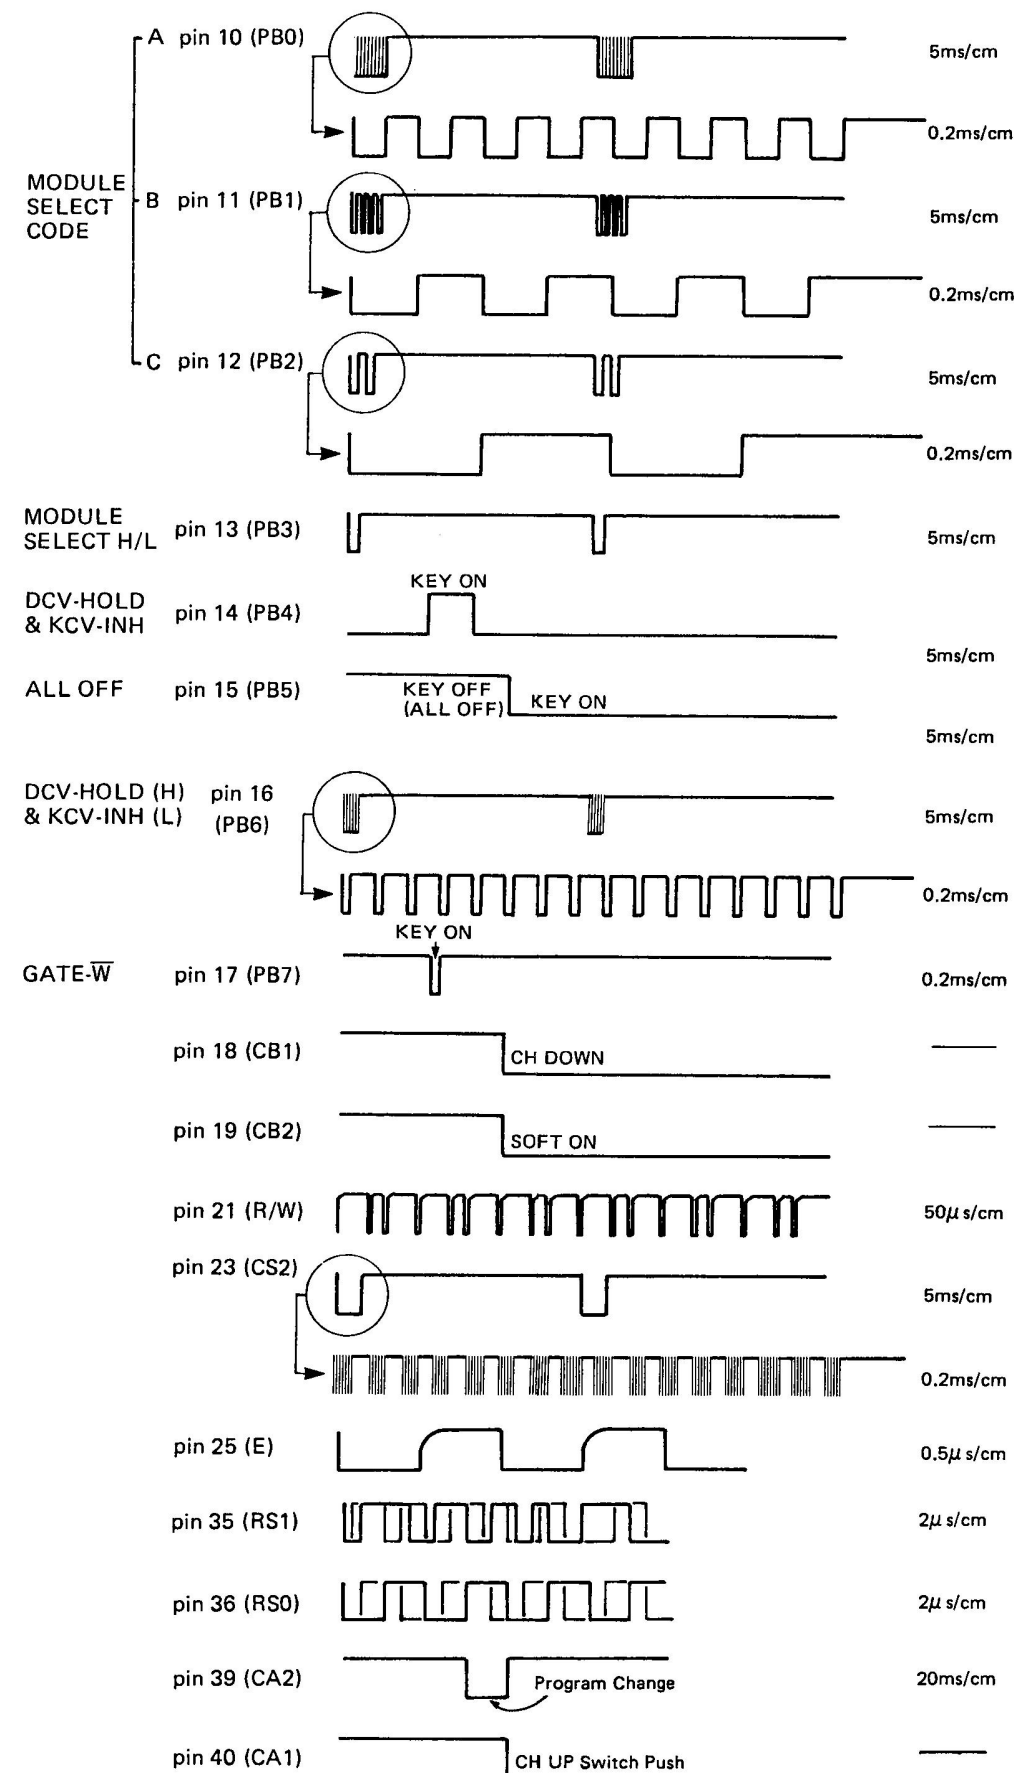 A pin 10 (PB0) 5ms/cm
0.2ms/cm
MODULE
SELECT
CODE
B pin 11 (PB1) 5ms/cm
0.2ms/cm
C pin 12 (PB2) 5ms/cm
0.2ms/cm
MODULE
SELECT H/L pin 13 (PB3) 5ms/cm
KEY ON
DCV-HOLD
& KCV-INH pin 14 (PB4)
5ms/cm
ALL OFF pin 15 (PB5) KEY OFF
(ALL OFF) KEY ON
5ms/cm
DCV-HOLD (H) pin 16
& KCV-INH (L) (PB6) 5ms/cm
0.2ms/cm
KEY ON
GATE-W̅ pin 17 (PB7) 0.2ms/cm
pin 18 (CB1) CH DOWN
pin 19 (CB2) SOFT ON
pin 21 (R/W) 50μs/cm
pin 23 (CS2) 5ms/cm
0.2ms/cm
pin 25 (E) 0.5μs/cm
pin 35 (RS1) 2μs/cm
pin 36 (RS0) 2μs/cm
pin 39 (CA2) Program Change 20ms/cm
pin 40 (CA1) CH UP Switch Push